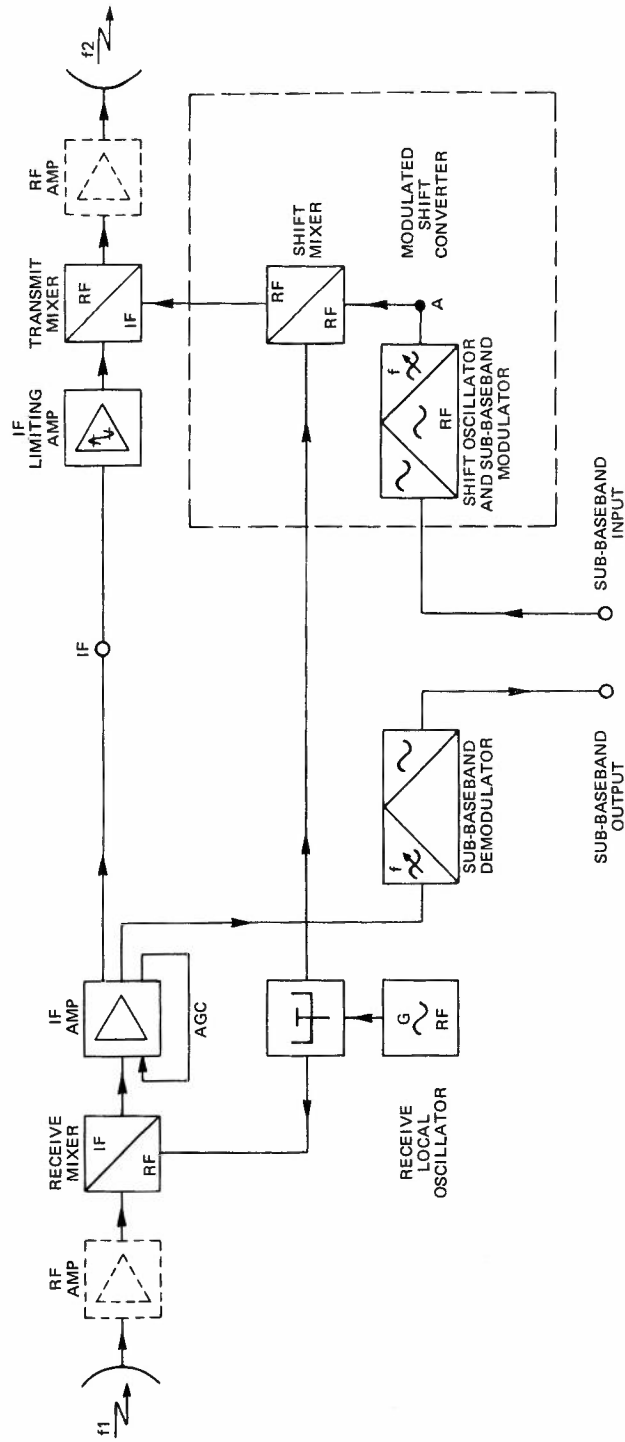 f1
RF
AMP
RECEIVE
MIXER
IF
RF
IF
AMP
AGC
IF
IF
LIMITING
AMP
TRANSMIT
MIXER
RF
IF
RF
AMP
f2
RECEIVE
LOCAL
OSCILLATOR
G
RF
SHIFT
MIXER
RF
RF
MODULATED
SHIFT
CONVERTER
A
f
RF
SHIFT OSCILLATOR
AND SUB-BASEBAND
MODULATOR
f
SUB-BASEBAND
DEMODULATOR
SUB-BASEBAND
OUTPUT
SUB-BASEBAND
INPUT